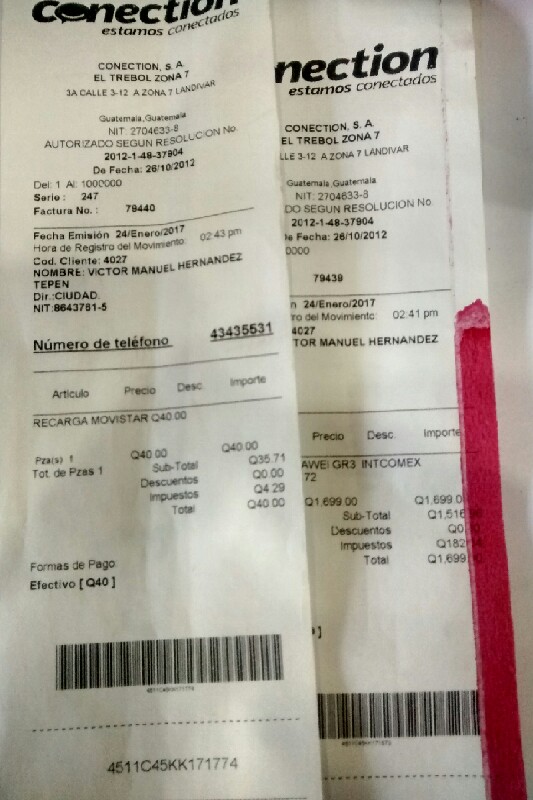 Conection
estamos conectados
CONECTION, S. A.
EL TREBOL ZONA 7
3A CALLE 3-12 A ZONA 7 LANDIVAR
Guatemala,Guatemala
NIT: 2704633-8
AUTORIZADO SEGUN RESOLUCION No.
2012-1-48-37904
De Fecha: 26/10/2012
Del: 1 Al: 1000000
Serie : 247
Factura No. : 79440
Fecha Emisión 24/Enero/2017
Hora de Registro del Movimiento: 02:43 pm
Cod. Cliente: 4027
NOMBRE: VICTOR MANUEL HERNANDEZ
TEPEN
Dir.:CIUDAD.
NIT:8643761-5
Número de teléfono 43435531
Articulo Precio Desc. Importe
RECARGA MOVISTAR Q40.00
Pza(s) 1 Q40.00 Q40.00
Tot. de Pzas 1 Sub-Total Q35.71
Descuentos Q0.00
Impuestos Q4.29
Total Q40.00
Formas de Pago
Efectivo [ Q40 ]
4511C45KK171774
4511C45KK171774
nection
estamos conectados
CONECTION, S. A.
EL TREBOL ZONA 7
LLE 3-12 A ZONA 7 LANDIVAR
Guatemala,Guatemala
NIT: 2704633-8
DO SEGUN RESOLUCION No.
2012-1-48-37904
e Fecha: 26/10/2012
0000
79439
n 24/Enero/2017
ro del Movimiento: 02:41 pm
4027
TOR MANUEL HERNANDEZ
Precio Desc. Importe
AWEI GR3 INTCOMEX
72
Q1,699.00 Q1,699.0
Sub-Total Q1,516
Descuentos Q0
Impuestos Q182
Total Q1,699
]